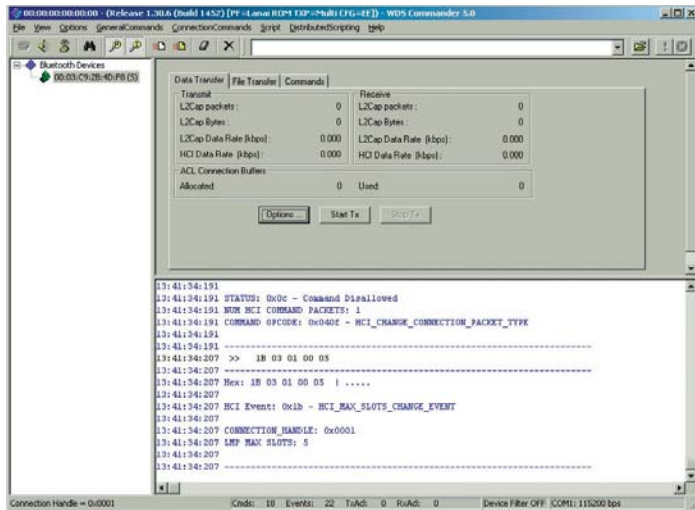 00:00:00:00:00:00 - (Release 1.30.6 (Build 1452) [PF=Lanai ROM TXP=Multi CFG=EE]) - WDS Commander 5.0
File View Options GeneralCommands ConnectionCommands Script DistributedScripting Help
Bluetooth Devices
00:03:C9:2B:4D:FB (5)
Data Transfer File Transfer Commands
Transmit Receive
L2Cap packets : 0 L2Cap packets : 0
L2Cap Bytes : 0 L2Cap Bytes : 0
L2Cap Data Rate (kbps) : 0.000 L2Cap Data Rate (kbps) : 0.000
HCI Data Rate (kbps) : 0.000 HCI Data Rate (kbps) : 0.000
ACL Connection Buffers
Allocated: 0 Used: 0
Options ... Start Tx Stop Tx
13:41:34:191
13:41:34:191 STATUS: 0x0c - Command Disallowed
13:41:34:191 NUM HCI COMMAND PACKETS: 1
13:41:34:191 COMMAND OPCODE: 0x040f - HCI_CHANGE_CONNECTION_PACKET_TYPE
13:41:34:191
13:41:34:191 ----------------------------------------------------------------
13:41:34:207 >> 1B 03 01 00 05
13:41:34:207 ----------------------------------------------------------------
13:41:34:207 Hex: 1B 03 01 00 05 | .....
13:41:34:207
13:41:34:207 HCI Event: 0x1b - HCI_MAX_SLOTS_CHANGE_EVENT
13:41:34:207
13:41:34:207 CONNECTION_HANDLE: 0x0001
13:41:34:207 LMP MAX SLOTS: 5
13:41:34:207
13:41:34:207 ----------------------------------------------------------------
Connection Handle = 0x0001 Cmds: 18 Events: 22 TxAcl: 0 RxAcl: 0 Device Filter OFF COM1: 115200 bps